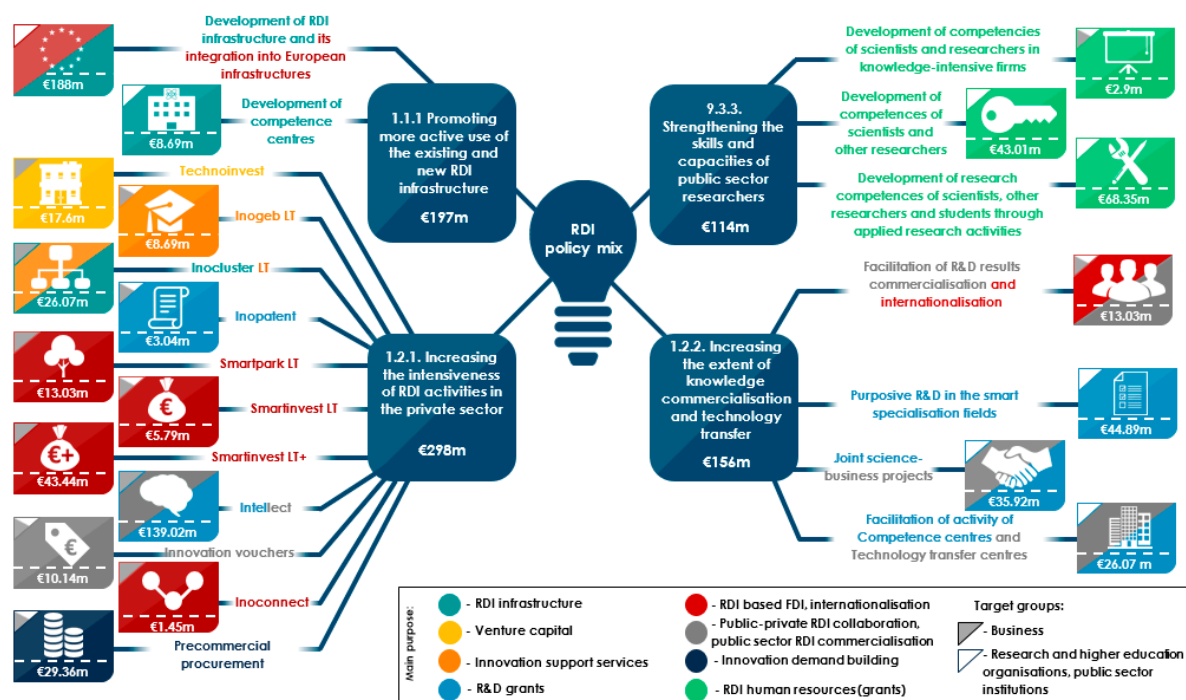 Development of RDI
infrastructure and its
integration into European
infrastructures
€188m
Development of
competence
centres
€8.69m
1.1.1 Promoting
more active use of
the existing and
new RDI
infrastructure
€197m
Technoinvest
€17.6m
Inogeb LT
€8.69m
Inocluster LT
€26.07m
Inopatent
€3.04m
Smartpark LT
€13.03m
Smartinvest LT
€5.79m
Smartinvest LT+
€+
€43.44m
Intellect
€139.02m
Innovation vouchers
€
€10.14m
Inoconnect
€1.45m
Precommercial
procurement
€29.36m
1.2.1. Increasing
the intensiveness
of RDI activities in
the private sector
€298m
RDI
policy mix
9.3.3.
Strengthening the
skills and
capacities of
public sector
researchers
€114m
Development of competencies
of scientists and researchers in
knowledge-intensive firms
€2.9m
Development of
competences of
scientists and
other researchers
€43.01m
Development of research
competences of scientists, other
researchers and students through
applied research activities
€68.35m
1.2.2. Increasing
the extent of
knowledge
commercialisation
and technology
transfer
€156m
Facilitation of R&D results
commercialisation and
internationalisation
€13.03m
Purposive R&D in the smart
specialisation fields
€44.89m
Joint science-
business projects
€35.92m
Facilitation of activity of
Competence centres and
Technology transfer centres
€26.07 m
Main purpose:
- RDI infrastructure
- Venture capital
- Innovation support services
- R&D grants
- RDI based FDI, internationalisation
- Public-private RDI collaboration,
public sector RDI commercialisation
- Innovation demand building
- RDI human resources (grants)
Target groups:
- Business
- Research and higher education
organisations, public sector
institutions